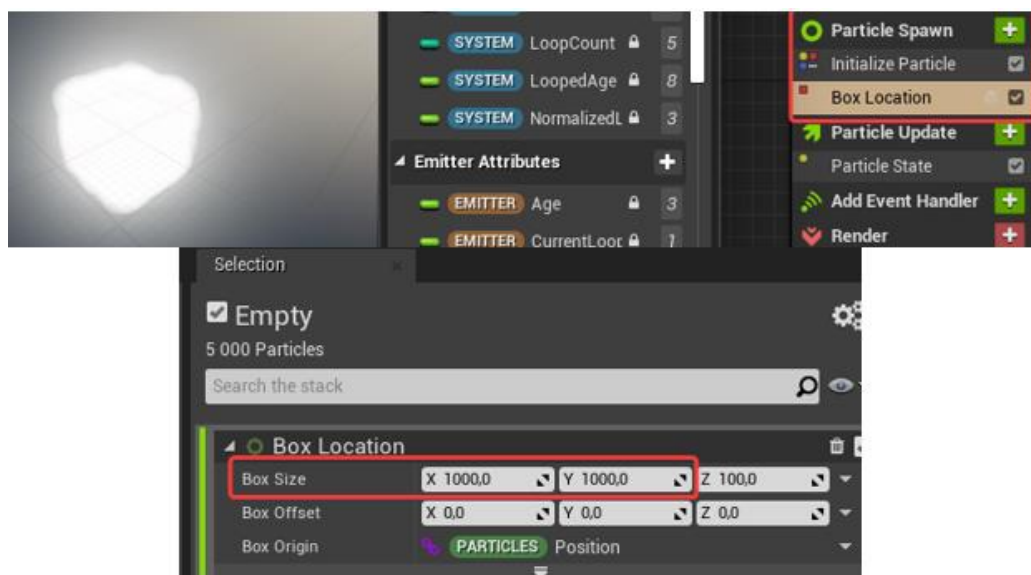 SYSTEM LoopCount 5
SYSTEM LoopedAge 8
SYSTEM NormalizedL 3
Emitter Attributes
EMITTER Age 3
EMITTER CurrentLoop 1
Particle Spawn
Initialize Particle
Box Location
Particle Update
Particle State
Add Event Handler
Render
Selection
Empty
5 000 Particles
Search the stack
Box Location
Box Size X 1000,0 Y 1000,0 Z 100,0
Box Offset X 0,0 Y 0,0 Z 0,0
Box Origin PARTICLES Position